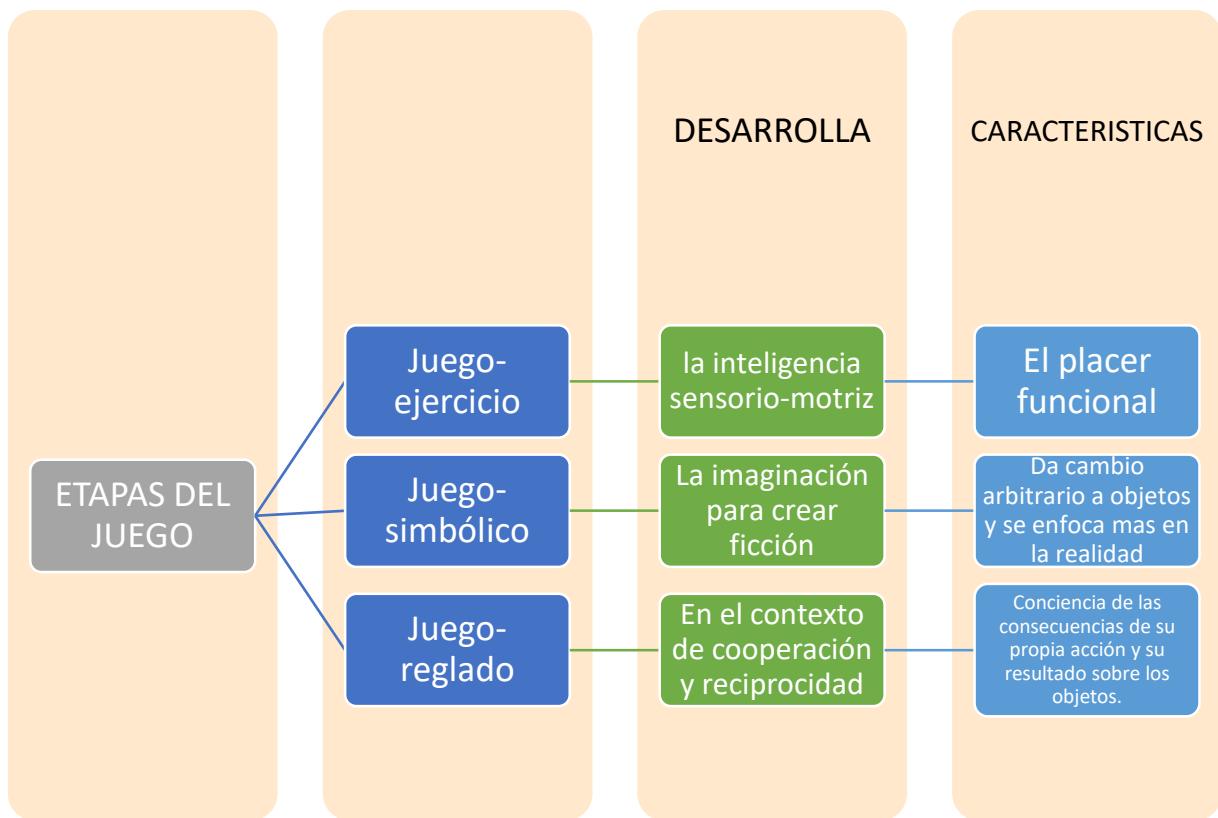 DESARROLLA
CARACTERISTICAS
ETAPAS DEL
JUEGO
Juego-
ejercicio
la inteligencia
sensorio-motriz
El placer
funcional
Juego-
simbólico
La imaginación
para crear
ficción
Da cambio
arbitrario a objetos
y se enfoca mas en
la realidad
Juego-
reglado
En el contexto
de cooperación
y reciprocidad
Conciencia de las
consecuencias de su
propia acción y su
resultado sobre los
objetos.